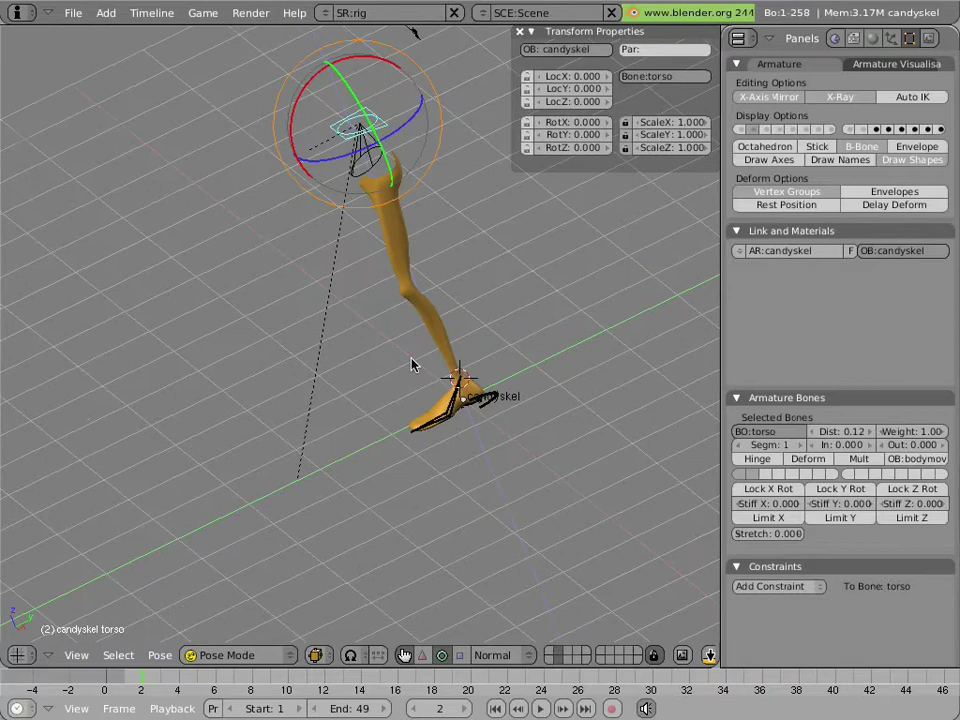 File Add Timeline Game Render Help SR:rig SCE:Scene www.blender.org 244 Bo:1-258 | Mem:3.17M candyskel
Transform Properties
OB: candyskel Par:
LocX: 0.000 Bone:torso
LocY: 0.000
LocZ: 0.000
RotX: 0.000 ScaleX: 1.000
RotY: 0.000 ScaleY: 1.000
RotZ: 0.000 ScaleZ: 1.000
Panels
Armature Armature Visualisa
Editing Options
X-Axis Mirror X-Ray Auto IK
Display Options
Octahedron Stick B-Bone Envelope
Draw Axes Draw Names Draw Shapes
Deform Options
Vertex Groups Envelopes
Rest Position Delay Deform
Link and Materials
AR:candyskel F OB:candyskel
candyskel
Armature Bones
Selected Bones
BO:torso Dist: 0.12 Weight: 1.00
Segm: 1 In: 0.000 Out: 0.000
Hinge Deform Mult OB:bodymov
Lock X Rot Lock Y Rot Lock Z Rot
Stiff X: 0.000 Stiff Y: 0.000 Stiff Z: 0.000
Limit X Limit Y Limit Z
Stretch: 0.000
Constraints
Add Constraint To Bone: torso
z
y
(2) candyskel torso
View Select Pose Pose Mode Normal
-4 -2 0 2 4 6 8 10 12 14 16 18 20 22 24 26 28 30 32 34 36 38 40 42 44 46
View Frame Playback Pr Start: 1 End: 49 2